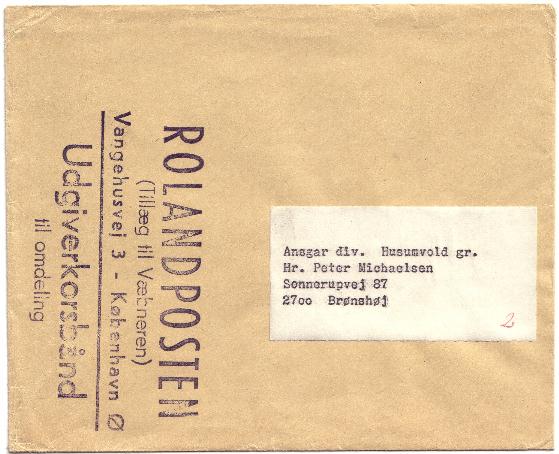 ROLANDPOSTEN
(Tillæg til Væbneren)
Vangehusvej 3 - København Ø
Udgiverkorsbånd
til omdeling
Ansgar div. Husumvold gr.
Hr. Peter Michaelsen
Sonnerupvej 87
27oo Brønshøj
2